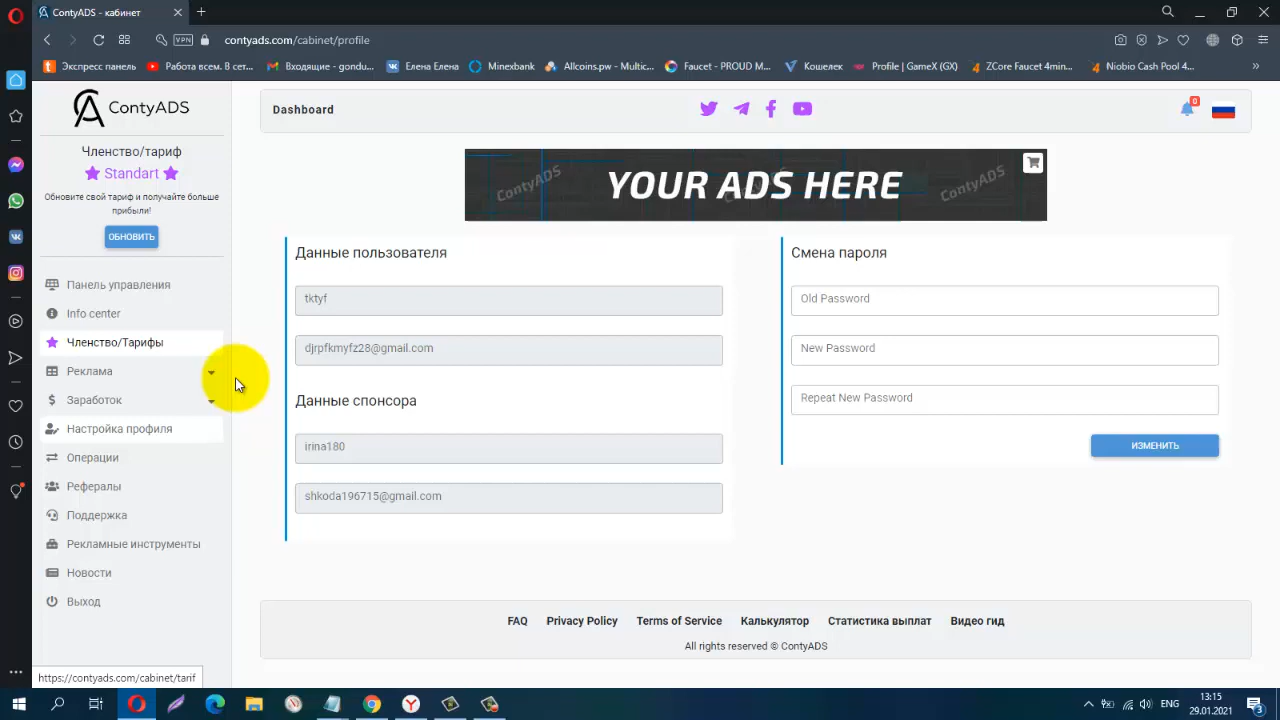 ContyADS - кабинет
VPN
contyads.com/cabinet/profile
Экспресс панель
Работа всем. В сет...
Входящие - gondu...
Елена Елена
Minexbank
Allcoins.pw - Multic...
Faucet - PROUD M...
Кошелек
Profile | GameX (GX)
ZCore Faucet 4min...
Niobio Cash Pool 4...
»
ContyADS
Dashboard
0
Членство/тариф
Standart
Обновите свой тариф и получайте больше
прибыли!
ОБНОВИТЬ
ContyADS
YOUR ADS HERE
ContyADS
Панель управления
Info center
Членство/Тарифы
Реклама
Заработок
Настройка профиля
Операции
Рефералы
Поддержка
Рекламные инструменты
Новости
Выход
Данные пользователя
tktyf
djrpfkmyfz28@gmail.com
Данные спонсора
irina180
shkoda196715@gmail.com
Смена пароля
Old Password
New Password
Repeat New Password
ИЗМЕНИТЬ
FAQ
Privacy Policy
Terms of Service
Калькулятор
Статистика выплат
Видео гид
All rights reserved © ContyADS
https://contyads.com/cabinet/tarif
ENG
13:15
29.01.2021
3